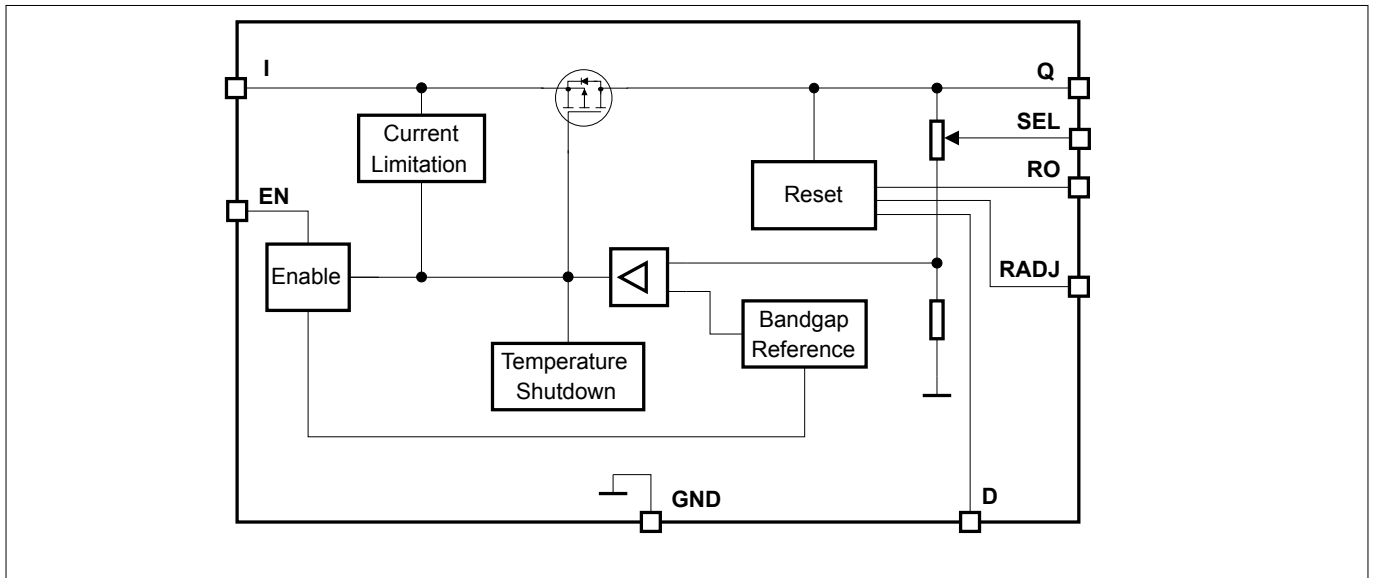 I
Q
Current
Limitation
SEL
RO
Reset
EN
Enable
RADJ
Bandgap
Reference
Temperature
Shutdown
GND
D